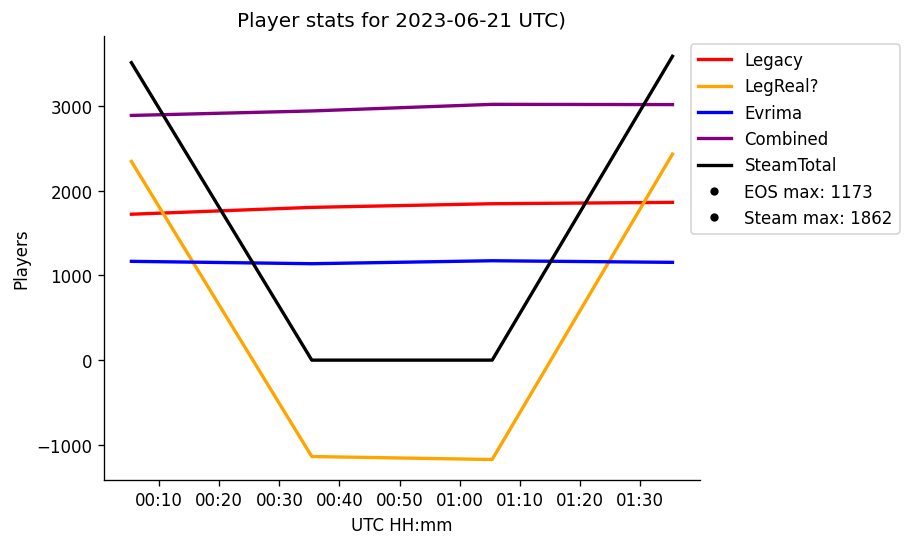 Player stats for 2023-06-21 UTC)
Legacy
LegReal?
Evrima
Combined
SteamTotal
EOS max: 1173
Steam max: 1862
Players
3000
2000
1000
0
−1000
00:10 00:20 00:30 00:40 00:50 01:00 01:10 01:20 01:30
UTC HH:mm